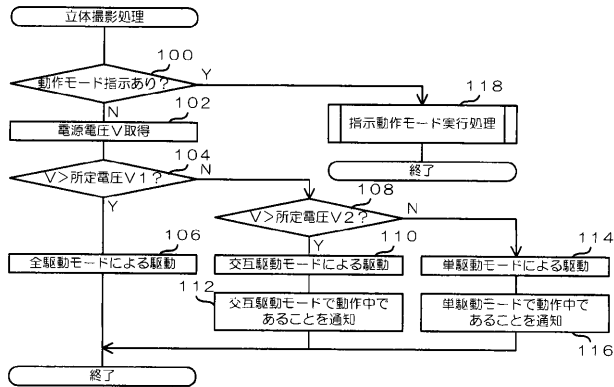 立体撮影処理
100
動作モード指示あり？
Y
N
102
電源電圧V取得
118
指示動作モード実行処理
終了
104
V＞所定電圧V1？
N
Y
108
V＞所定電圧V2？
N
Y
106
全駆動モードによる駆動
110
交互駆動モードによる駆動
114
単駆動モードによる駆動
112
交互駆動モードで動作中で
あることを通知
単駆動モードで動作中で
あることを通知
116
終了